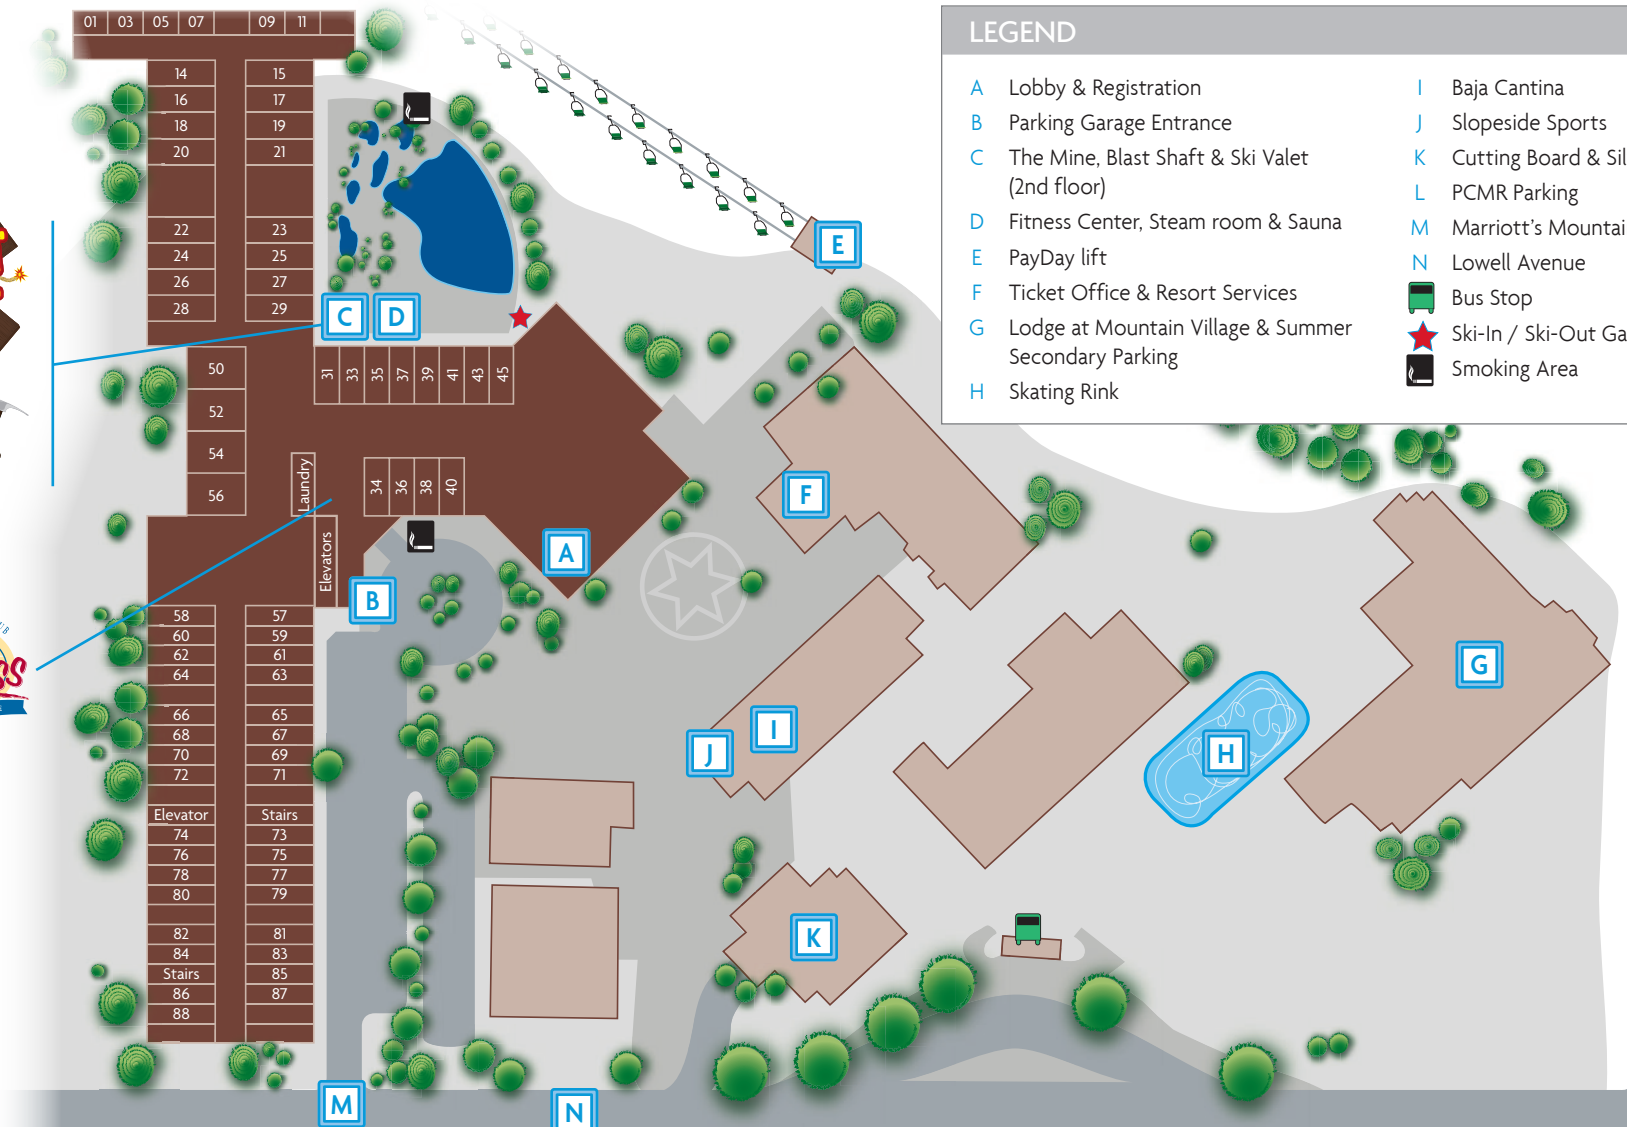 LEGEND
A Lobby & Registration
B Parking Garage Entrance
C The Mine, Blast Shaft & Ski Valet
(2nd floor)
D Fitness Center, Steam room & Sauna
E PayDay lift
F Ticket Office & Resort Services
G Lodge at Mountain Village & Summer
Secondary Parking
H Skating Rink
I Baja Cantina
J Slopeside Sports
K Cutting Board & Sil
L PCMR Parking
M Marriott's Mountai
N Lowell Avenue
Bus Stop
Ski-In / Ski-Out Ga
Smoking Area
01 03 05 07 09 11
14 15
16 17
18 19
20 21
22 23
24 25
26 27
28 29
E
C D
50
31 33 35 37 39 41 43 45
52
54
56
Laundry
34 36 38 40
F
Elevators
A
B
58 57
60 59
62 61
64 63
66 65
68 67
70 69
72 71
Elevator Stairs
74 73
76 75
78 77
80 79
82 81
84 83
Stairs 85
86 87
88
G
I
J
H
K
M
N